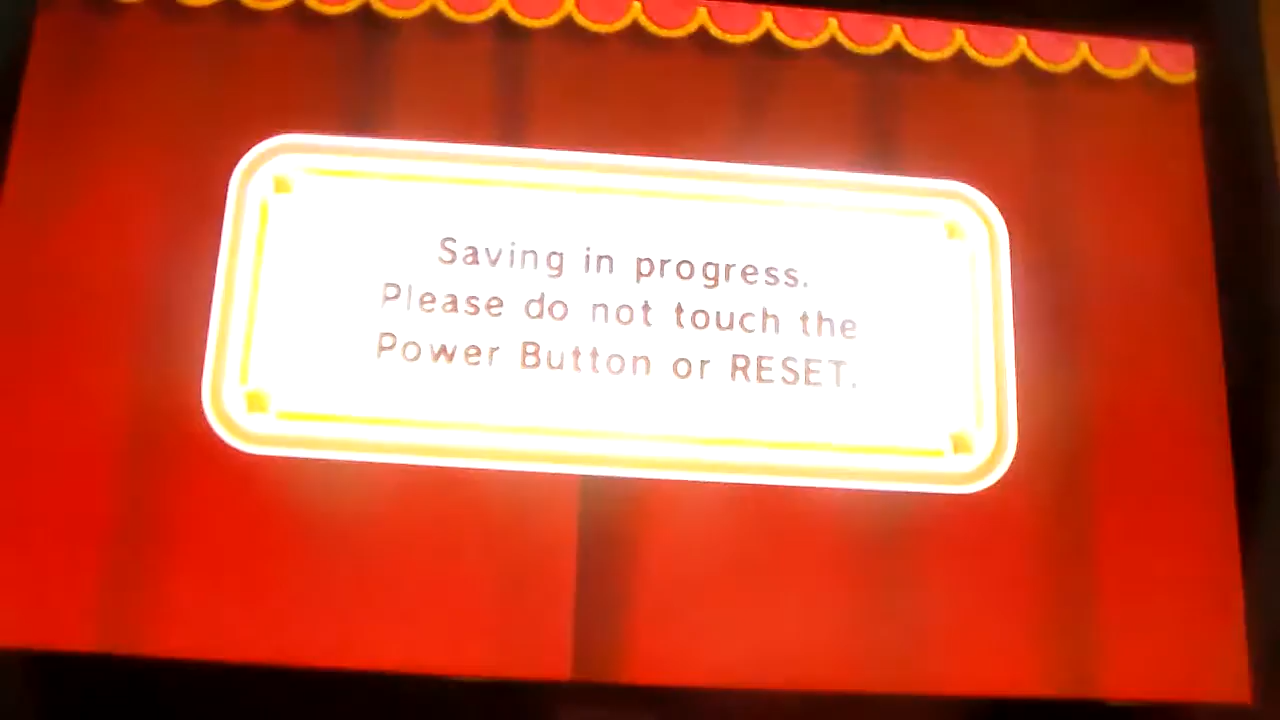 Saving in progress.
Please do not touch the
Power Button or RESET.